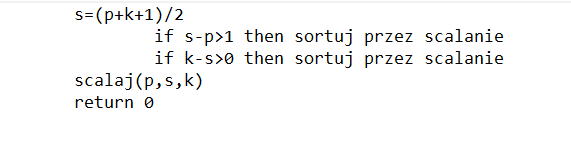 s=(p+k+1)/2
if s-p>1 then sortuj przez scalanie
if k-s>0 then sortuj przez scalanie
scalaj(p,s,k)
return 0